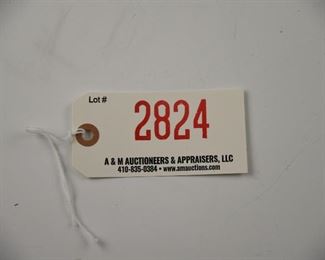 Lot #
2824
A & M AUCTIONEERS & APPRAISERS, LLC
410-835-0384 • www.amauctions.com